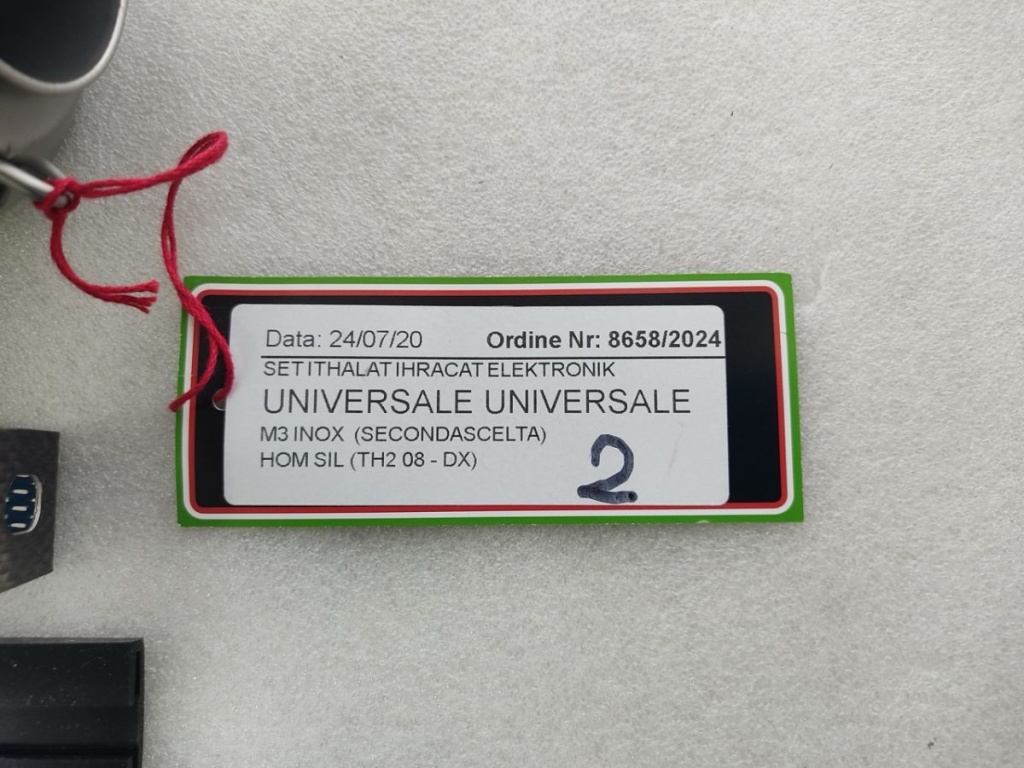 Data: 24/07/20 Ordine Nr: 8658/2024
SET ITHALAT IHRACAT ELEKTRONIK
UNIVERSALE UNIVERSALE
M3 INOX (SECONDASCELTA)
HOM SIL (TH2 08 - DX)
2